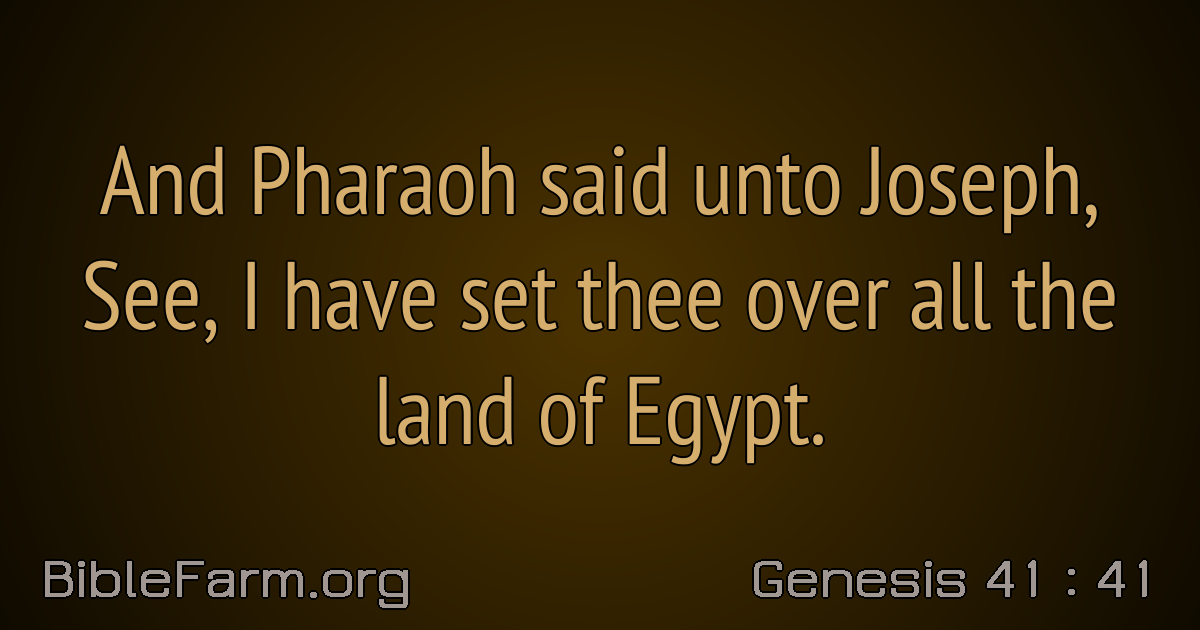 And Pharaoh said unto Joseph,
See, I have set thee over all the
land of Egypt.
BibleFarm.org
Genesis 41 : 41